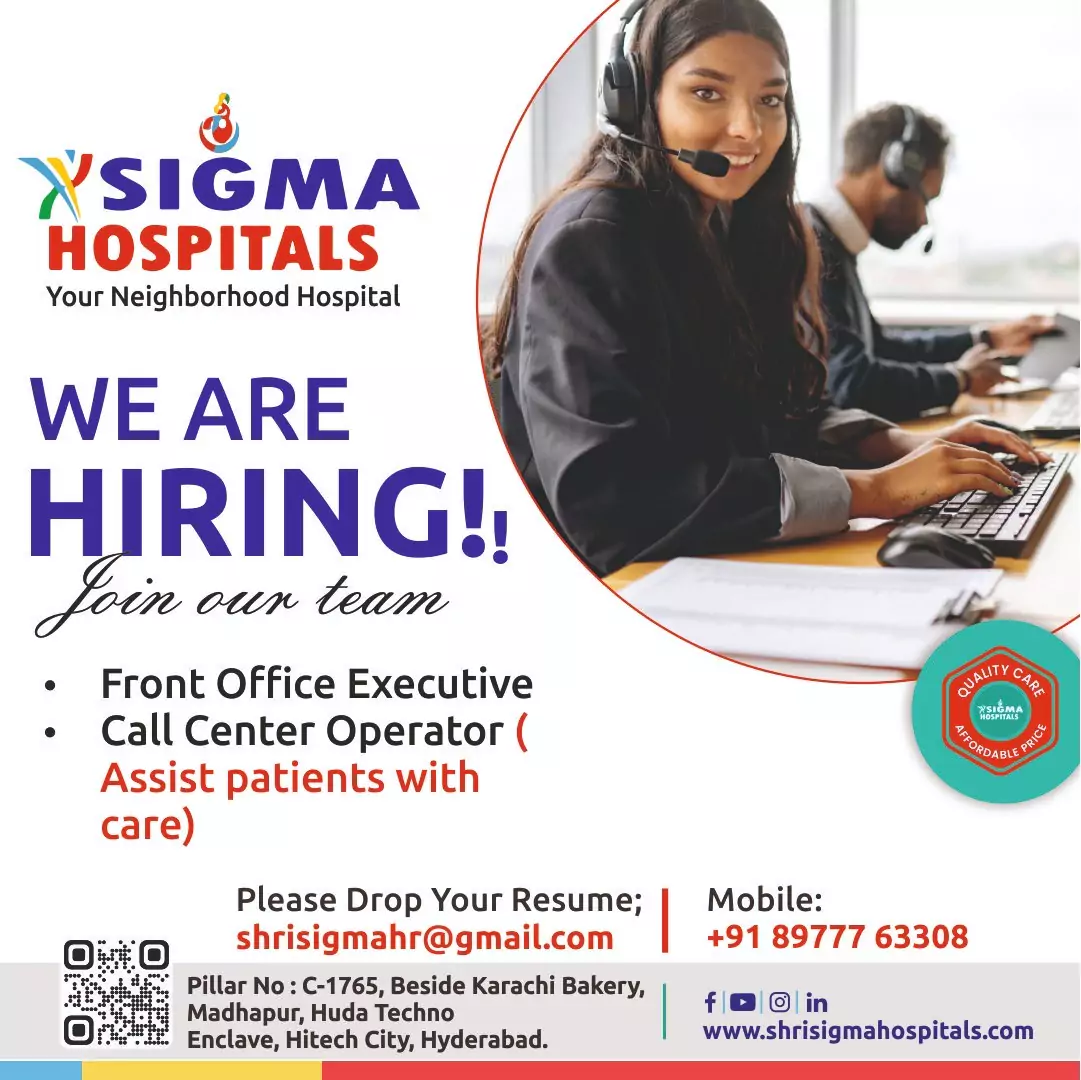 SIGMA
HOSPITALS
Your Neighborhood Hospital
WE ARE
HIRING!!
Join our team
• Front Office Executive
• Call Center Operator (
Assist patients with
care)
QUALITY CARE
SIGMA
HOSPITALS
AFFORDABLE PRICE
Please Drop Your Resume;
shrisigmahr@gmail.com
Mobile:
+91 89777 63308
Pillar No : C-1765, Beside Karachi Bakery,
Madhapur, Huda Techno
Enclave, Hitech City, Hyderabad.
www.shrisigmahospitals.com